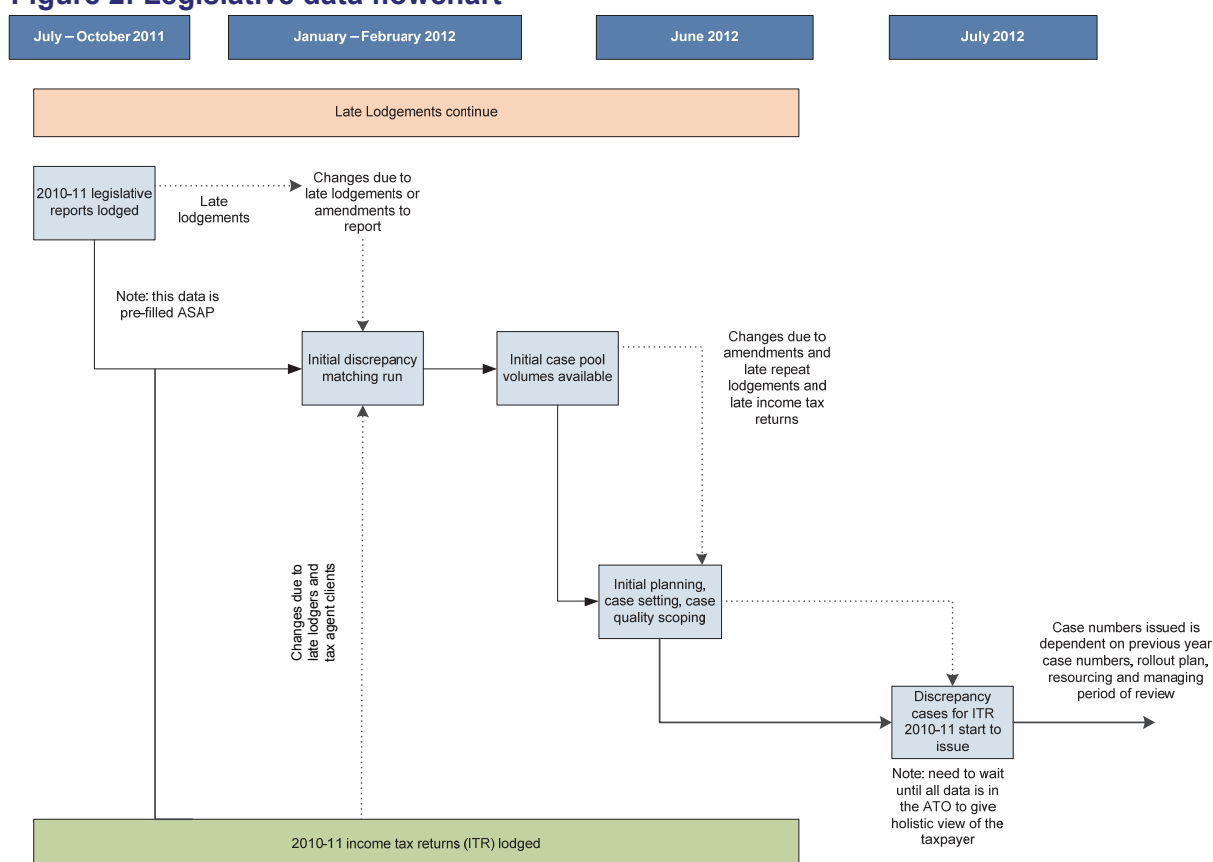 Figure 2: Legislative data flowchart
July – October 2011
January – February 2012
June 2012
July 2012
Late Lodgements continue
2010-11 legislative
reports lodged
Late
lodgements
Changes due to
late lodgements or
amendments to
report
Note: this data is
pre-filled ASAP
Initial discrepancy
matching run
Initial case pool
volumes available
Changes due to
amendments and
late repeat
lodgements and
late income tax
returns
Changes due to
late lodgers and
tax agent clients
Initial planning,
case setting, case
quality scoping
Discrepancy
cases for ITR
2010-11 start to
issue
Case numbers issued is
dependent on previous year
case numbers, rollout plan,
resourcing and managing
period of review
Note: need to wait
until all data is in
the ATO to give
holistic view of the
taxpayer
2010-11 income tax returns (ITR) lodged